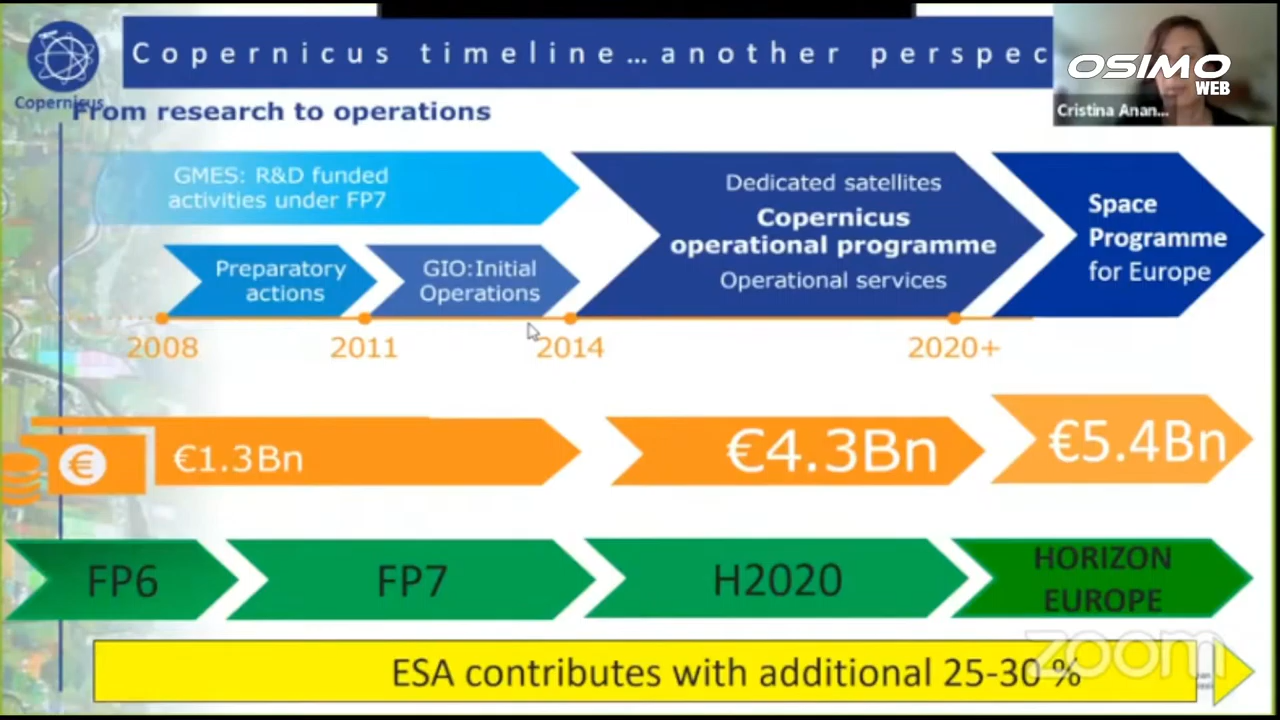 Copernicus timeline…another perspec
OSIMO
WEB
Cristina Anan...
Copernicus
From research to operations
GMES: R&D funded
activities under FP7
Preparatory
actions
GIO:Initial
Operations
Dedicated satellites
Copernicus
operational programme
Operational services
Space
Programme
for Europe
2008
2011
2014
2020+
€
€1.3Bn
€4.3Bn
€5.4Bn
FP6
FP7
H2020
HORIZON
EUROPE
ESA contributes with additional 25-30 %
zoom